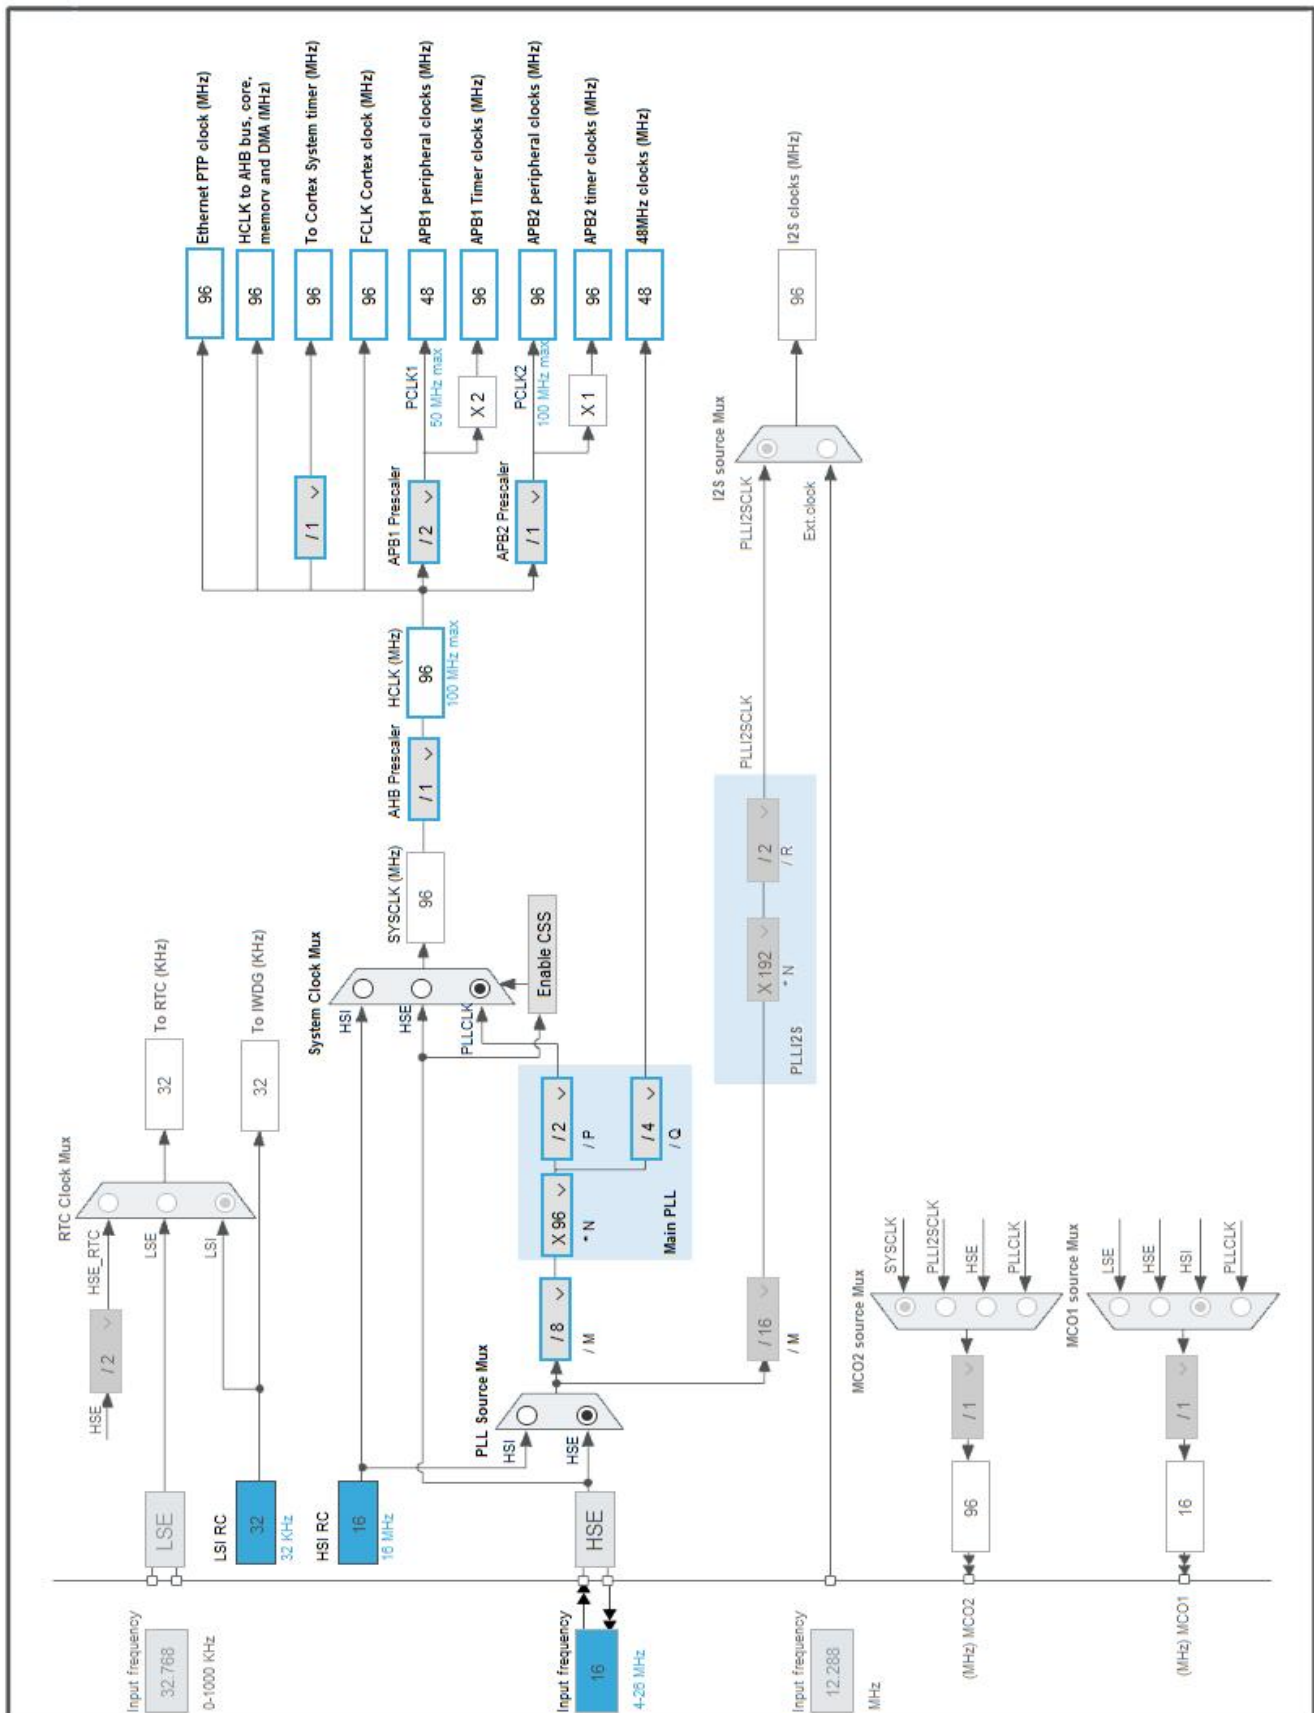 RTC Clock Mux
HSE
/ 2
HSE_RTC
Input frequency
32.768
0-1000 KHz
LSE
LSE
32
To RTC (KHz)
LSI
LSI RC
32
32 KHz
32
To IWDG (KHz)
HSI RC
16
16 MHz
System Clock Mux
HSI
HSE
PLLCLK
Enable CSS
SYSCLK (MHz)
96
AHB Prescaler
/ 1
HCLK (MHz)
96
100 MHz max
96
Ethernet PTP clock (MHz)
96
HCLK to AHB bus, core,
memory and DMA (MHz)
/ 1
96
To Cortex System timer (MHz)
96
FCLK Cortex clock (MHz)
APB1 Prescaler
/ 2
PCLK1
50 MHz max
48
APB1 peripheral clocks (MHz)
X 2
96
APB1 Timer clocks (MHz)
APB2 Prescaler
/ 1
PCLK2
100 MHz max
96
APB2 peripheral clocks (MHz)
X 1
96
APB2 timer clocks (MHz)
48
48MHz clocks (MHz)
PLL Source Mux
HSI
HSE
Input frequency
16
4-26 MHz
HSE
/ 8
/ M
X 96
* N
/ 2
/ P
/ 4
/ Q
Main PLL
/ 16
/ M
X 192
* N
/ 2
/ R
PLLI2S
PLLI2SCLK
I2S source Mux
PLLI2SCLK
Ext.clock
96
I2S clocks (MHz)
Input frequency
12.288
MHz
MCO2 source Mux
SYSCLK
PLLI2SCLK
HSE
PLLCLK
/ 1
96
(MHz) MCO2
MCO1 source Mux
LSE
HSE
HSI
PLLCLK
/ 1
16
(MHz) MCO1